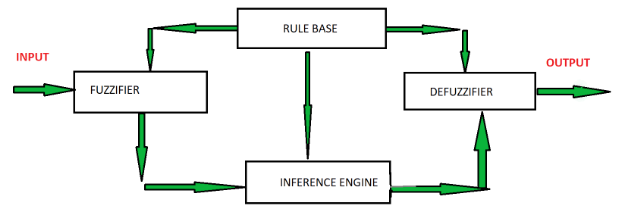 RULE BASE
INPUT
OUTPUT
FUZZIFIER
DEFUZZIFIER
INFERENCE ENGINE